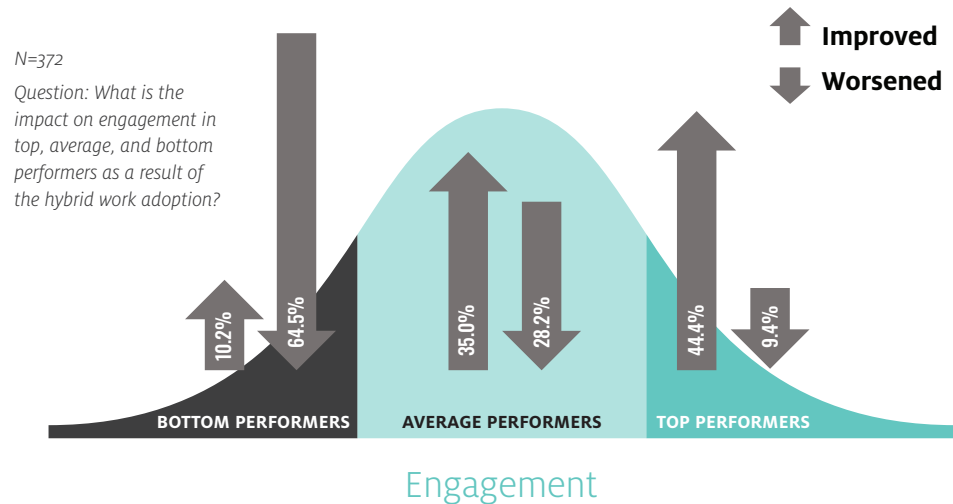 N=372
Question: What is the
impact on engagement in
top, average, and bottom
performers as a result of
the hybrid work adoption?
Improved
Worsened
10.2%
64.5%
35.0%
28.2%
44.4%
9.4%
BOTTOM PERFORMERS
AVERAGE PERFORMERS
TOP PERFORMERS
Engagement